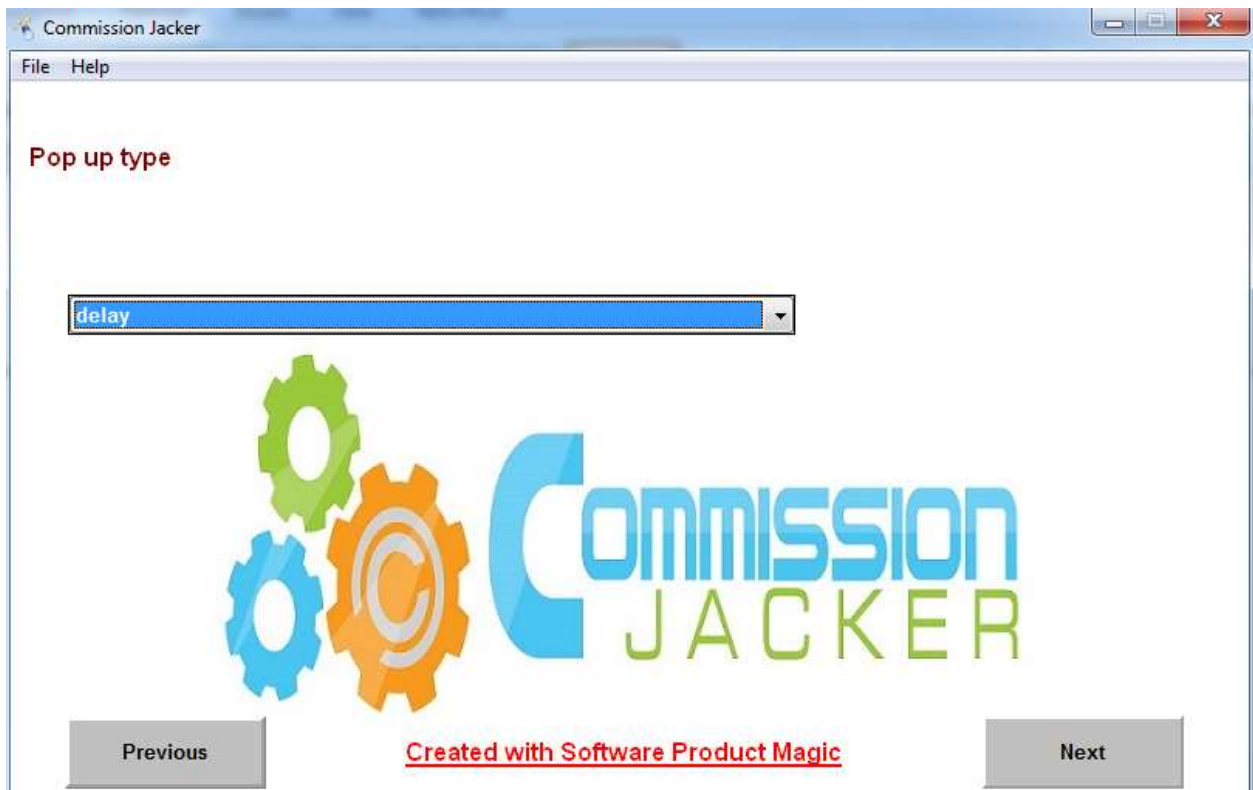 Commission Jacker
File Help
Pop up type
delay
COMMISSION
JACKER
Previous Created with Software Product Magic Next